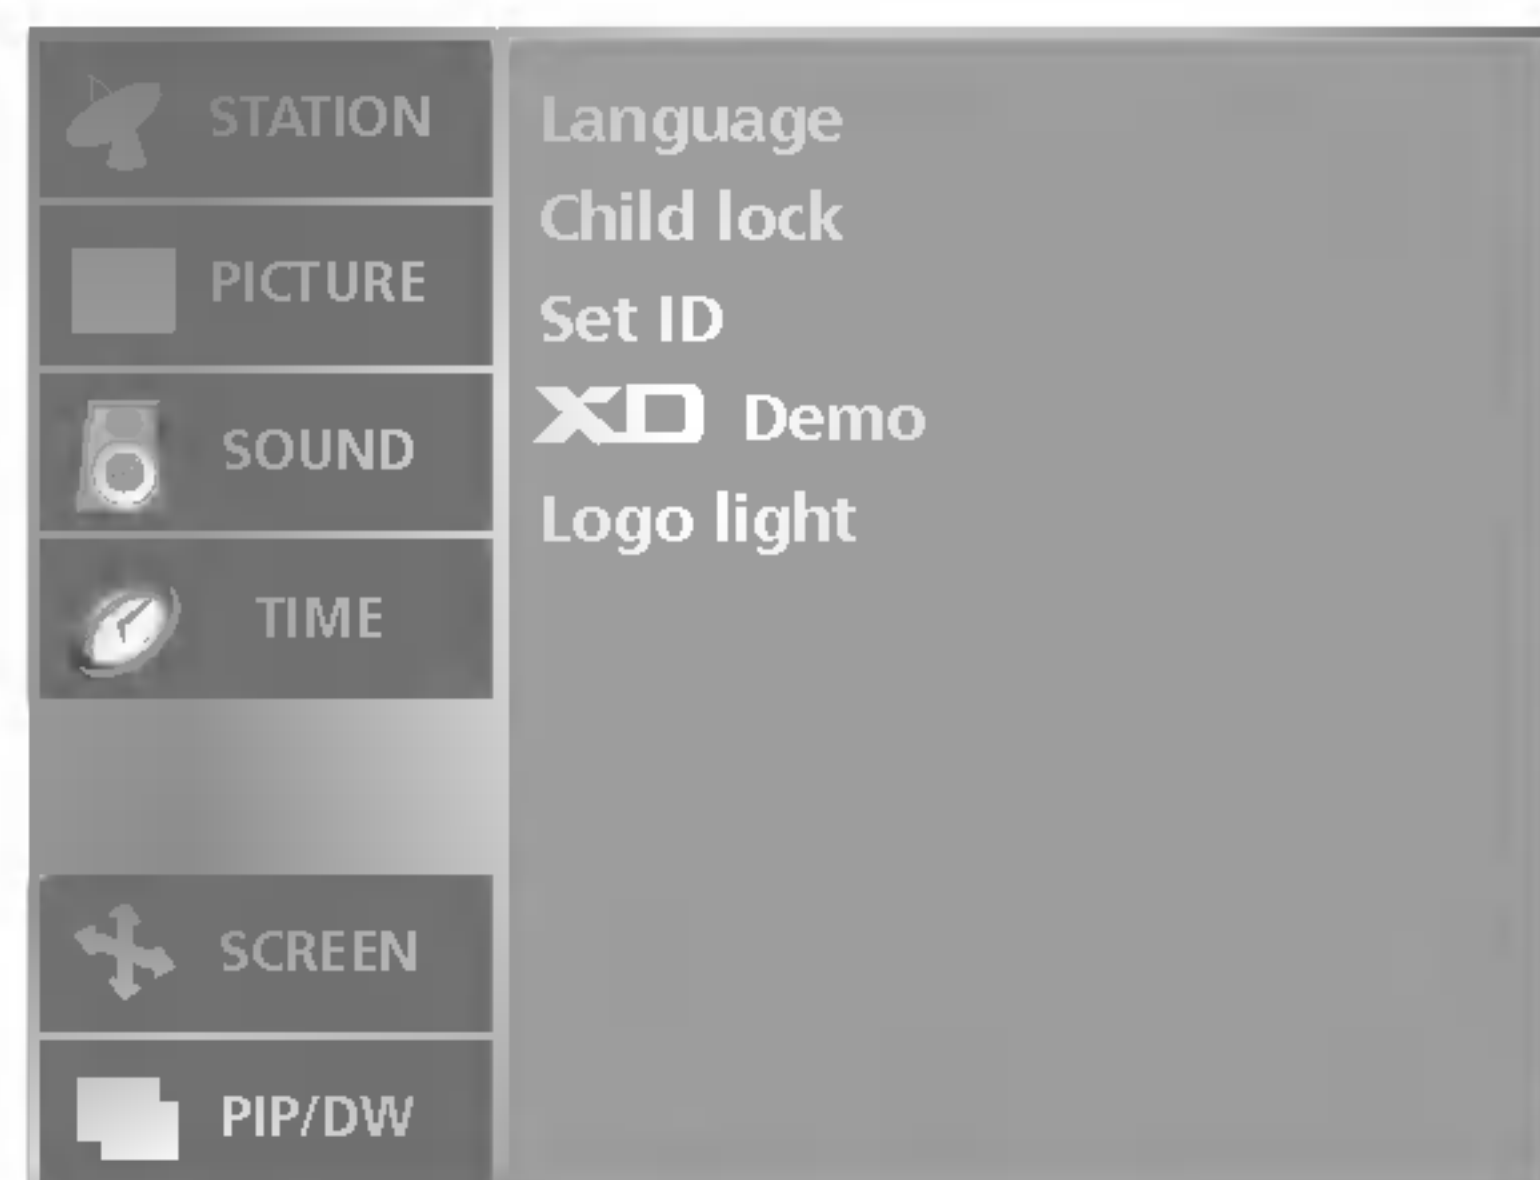 STATION
PICTURE
SOUND
TIME
SCREEN
PIP/DW
Language
Child lock
Set ID
XD Demo
Logo light